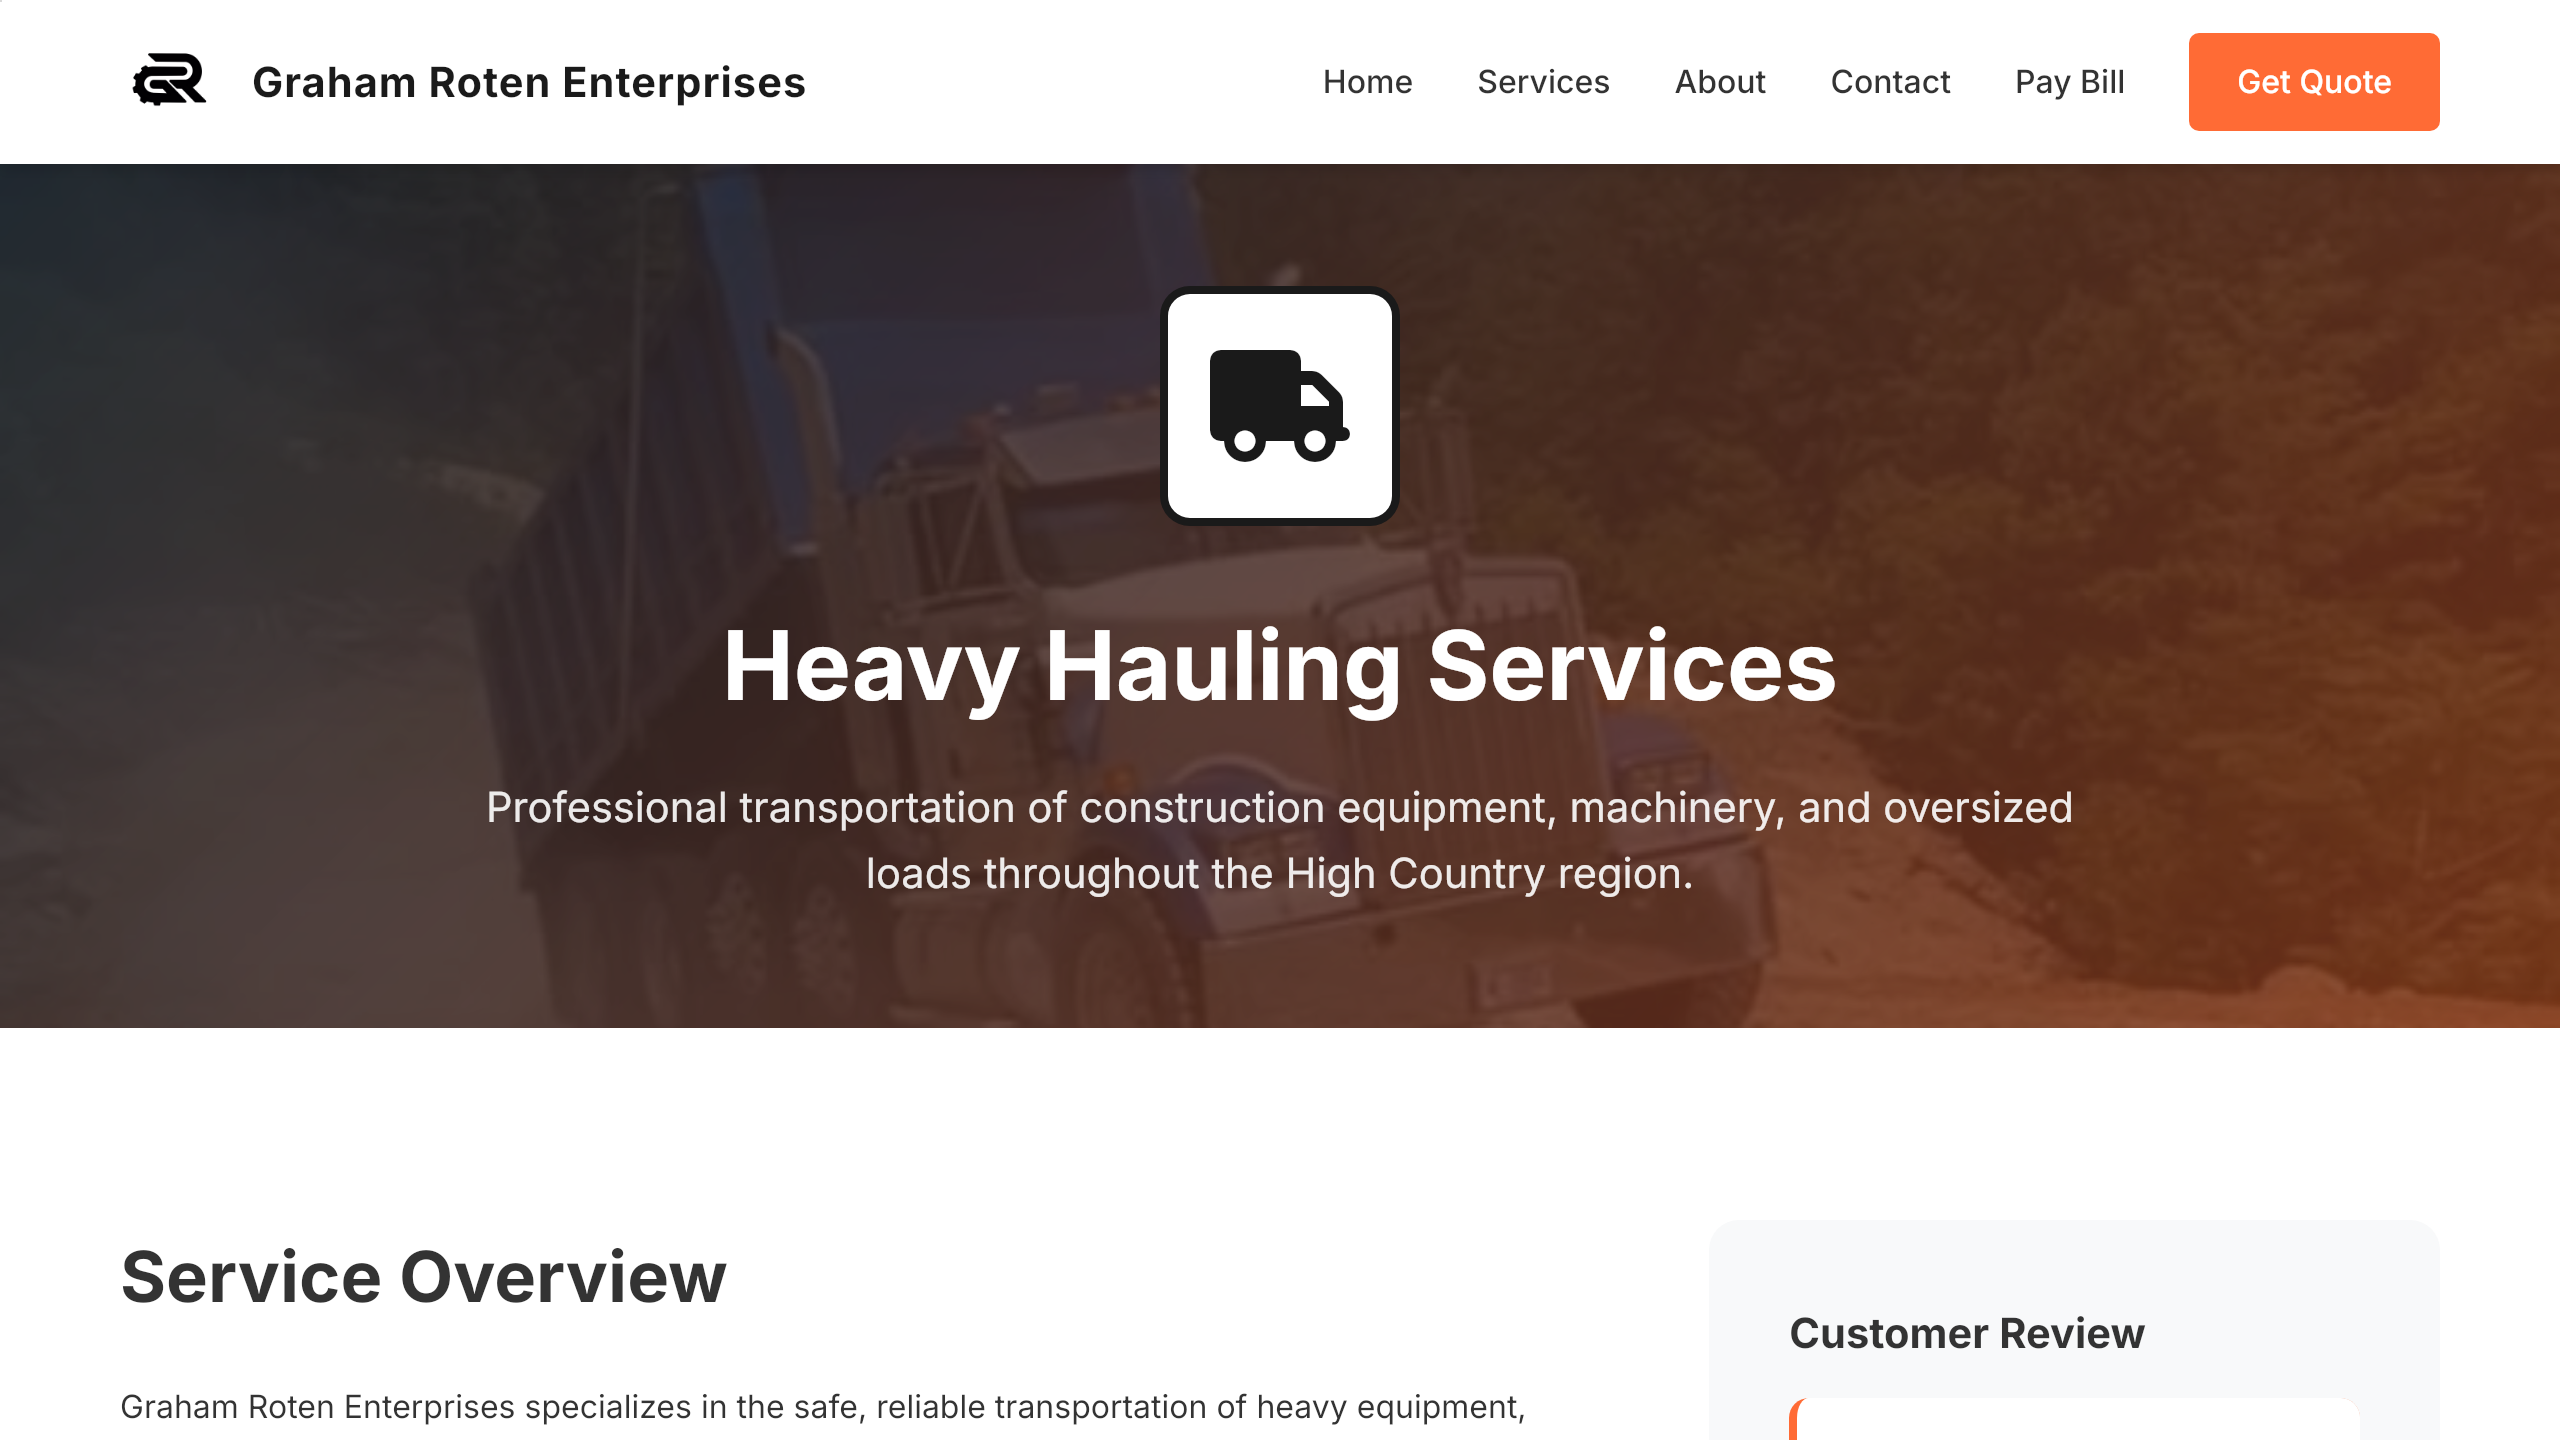 GR
Graham Roten Enterprises
Home
Services
About
Contact
Pay Bill
Get Quote
Heavy Hauling Services
Professional transportation of construction equipment, machinery, and oversized
loads throughout the High Country region.
Service Overview
Graham Roten Enterprises specializes in the safe, reliable transportation of heavy equipment,
Customer Review